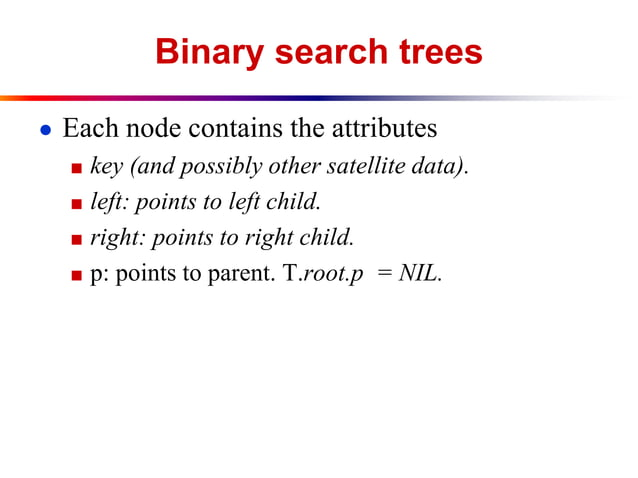 Binary search trees
● Each node contains the attributes
■ key (and possibly other satellite data).
■ left: points to left child.
■ right: points to right child.
■ p: points to parent. T.root.p = NIL.